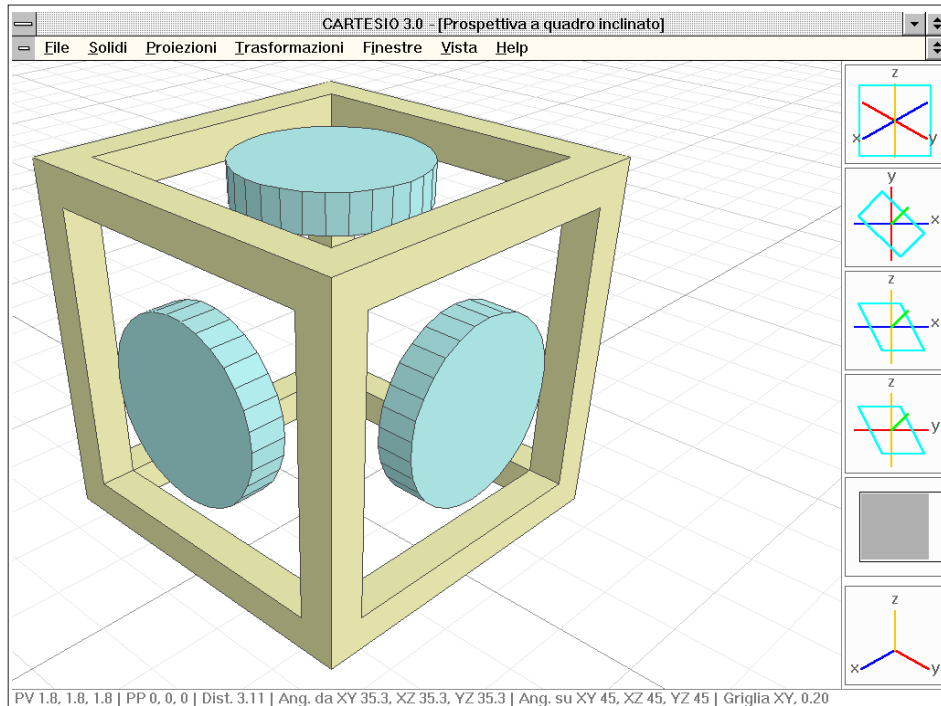 CARTESIO 3.0 - [Prospettiva a quadro inclinato]
File Solidi Proiezioni Trasformazioni Finestre Vista Help
z
x y
y
x
z
x
z
y
z
x y
PV 1.8, 1.8, 1.8 | PP 0, 0, 0 | Dist. 3.11 | Ang. da XY 35.3, XZ 35.3, YZ 35.3 | Ang. su XY 45, XZ 45, YZ 45 | Griglia XY, 0.20